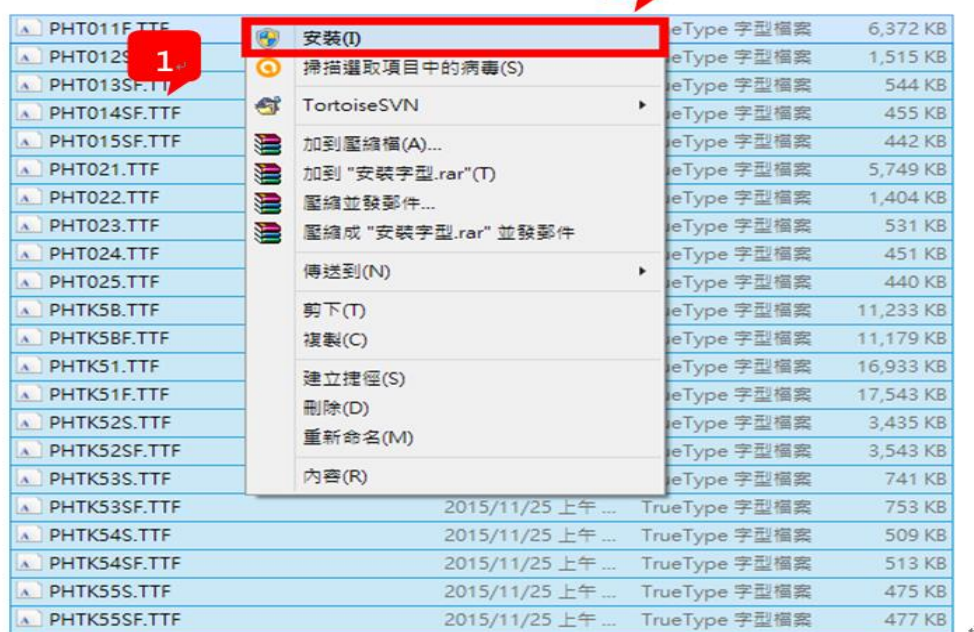 PHT011F.TTF eType 字型檔案 6,372 KB
安裝(I)
PHT012S eType 字型檔案 1,515 KB
1
掃描選取項目中的病毒(S)
PHT013SF.TTF eType 字型檔案 544 KB
PHT014SF.TTF eType 字型檔案 455 KB
TortoiseSVN
PHT015SF.TTF eType 字型檔案 442 KB
加到壓縮檔(A)...
PHT021.TTF eType 字型檔案 5,749 KB
加到 "安裝字型.rar"(T)
PHT022.TTF eType 字型檔案 1,404 KB
壓縮並發郵件...
PHT023.TTF eType 字型檔案 531 KB
壓縮成 "安裝字型.rar" 並發郵件
PHT024.TTF eType 字型檔案 451 KB
傳送到(N)
PHT025.TTF eType 字型檔案 440 KB
剪下(T)
PHTK5B.TTF eType 字型檔案 11,233 KB
複製(C)
PHTK5BF.TTF eType 字型檔案 11,179 KB
PHTK51.TTF eType 字型檔案 16,933 KB
建立捷徑(S)
PHTK51F.TTF eType 字型檔案 17,543 KB
刪除(D)
PHTK52S.TTF eType 字型檔案 3,435 KB
重新命名(M)
PHTK52SF.TTF eType 字型檔案 3,543 KB
內容(R)
PHTK53S.TTF eType 字型檔案 741 KB
PHTK53SF.TTF 2015/11/25 上午 ... TrueType 字型檔案 753 KB
PHTK54S.TTF 2015/11/25 上午 ... TrueType 字型檔案 509 KB
PHTK54SF.TTF 2015/11/25 上午 ... TrueType 字型檔案 513 KB
PHTK55S.TTF 2015/11/25 上午 ... TrueType 字型檔案 475 KB
PHTK55SF.TTF 2015/11/25 上午 ... TrueType 字型檔案 477 KB